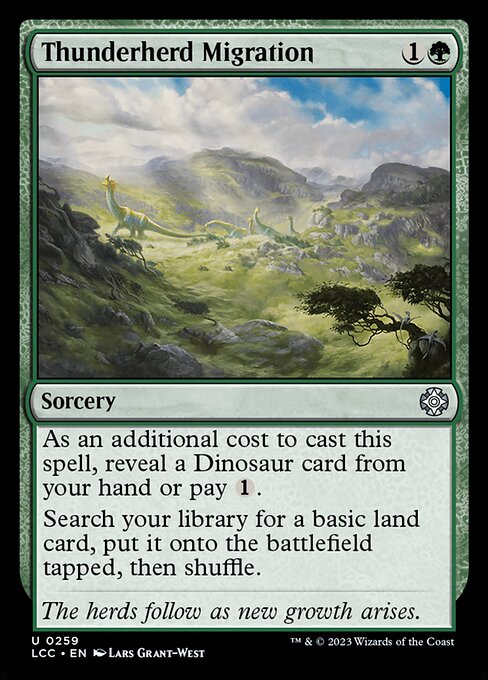 Thunderherd Migration 1
Sorcery
As an additional cost to cast this
spell, reveal a Dinosaur card from
your hand or pay 1.
Search your library for a basic land
card, put it onto the battlefield
tapped, then shuffle.
The herds follow as new growth arises.
U 0259
LCC • EN Lars Grant-West
™ & © 2023 Wizards of the Coast